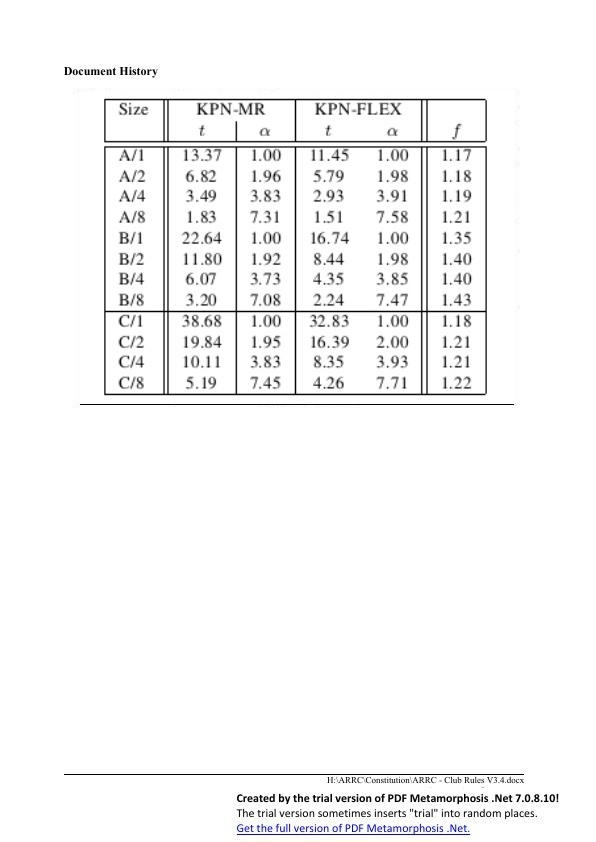 Document History
Size KPN-MR KPN-FLEX
t α t α f
A/1 13.37 1.00 11.45 1.00 1.17
A/2 6.82 1.96 5.79 1.98 1.18
A/4 3.49 3.83 2.93 3.91 1.19
A/8 1.83 7.31 1.51 7.58 1.21
B/1 22.64 1.00 16.74 1.00 1.35
B/2 11.80 1.92 8.44 1.98 1.40
B/4 6.07 3.73 4.35 3.85 1.40
B/8 3.20 7.08 2.24 7.47 1.43
C/1 38.68 1.00 32.83 1.00 1.18
C/2 19.84 1.95 16.39 2.00 1.21
C/4 10.11 3.83 8.35 3.93 1.21
C/8 5.19 7.45 4.26 7.71 1.22
H:\ARRC\Constitution\ARRC - Club Rules V3.4.docx
Created by the trial version of PDF Metamorphosis .Net 7.0.8.10!
The trial version sometimes inserts "trial" into random places.
Get the full version of PDF Metamorphosis .Net.